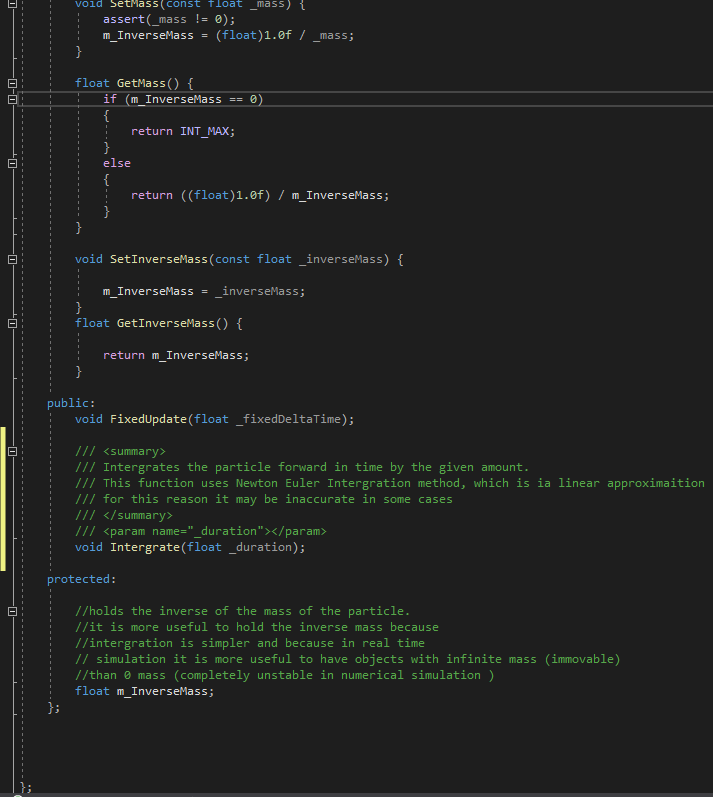 void SetMass(const float _mass) {
assert(_mass != 0);
m_InverseMass = (float)1.0f / _mass;
}
float GetMass() {
if (m_InverseMass == 0)
{
return INT_MAX;
}
else
{
return ((float)1.0f) / m_InverseMass;
}
}
void SetInverseMass(const float _inverseMass) {
m_InverseMass = _inverseMass;
}
float GetInverseMass() {
return m_InverseMass;
}
public:
void FixedUpdate(float _fixedDeltaTime);
/// <summary>
/// Intergrates the particle forward in time by the given amount.
/// This function uses Newton Euler Intergration method, which is ia linear approximaition
/// for this reason it may be inaccurate in some cases
/// </summary>
/// <param name="_duration"></param>
void Intergrate(float _duration);
protected:
//holds the inverse of the mass of the particle.
//it is more useful to hold the inverse mass because
//intergration is simpler and because in real time
// simulation it is more useful to have objects with infinite mass (immovable)
//than 0 mass (completely unstable in numerical simulation )
float m_InverseMass;
};
};